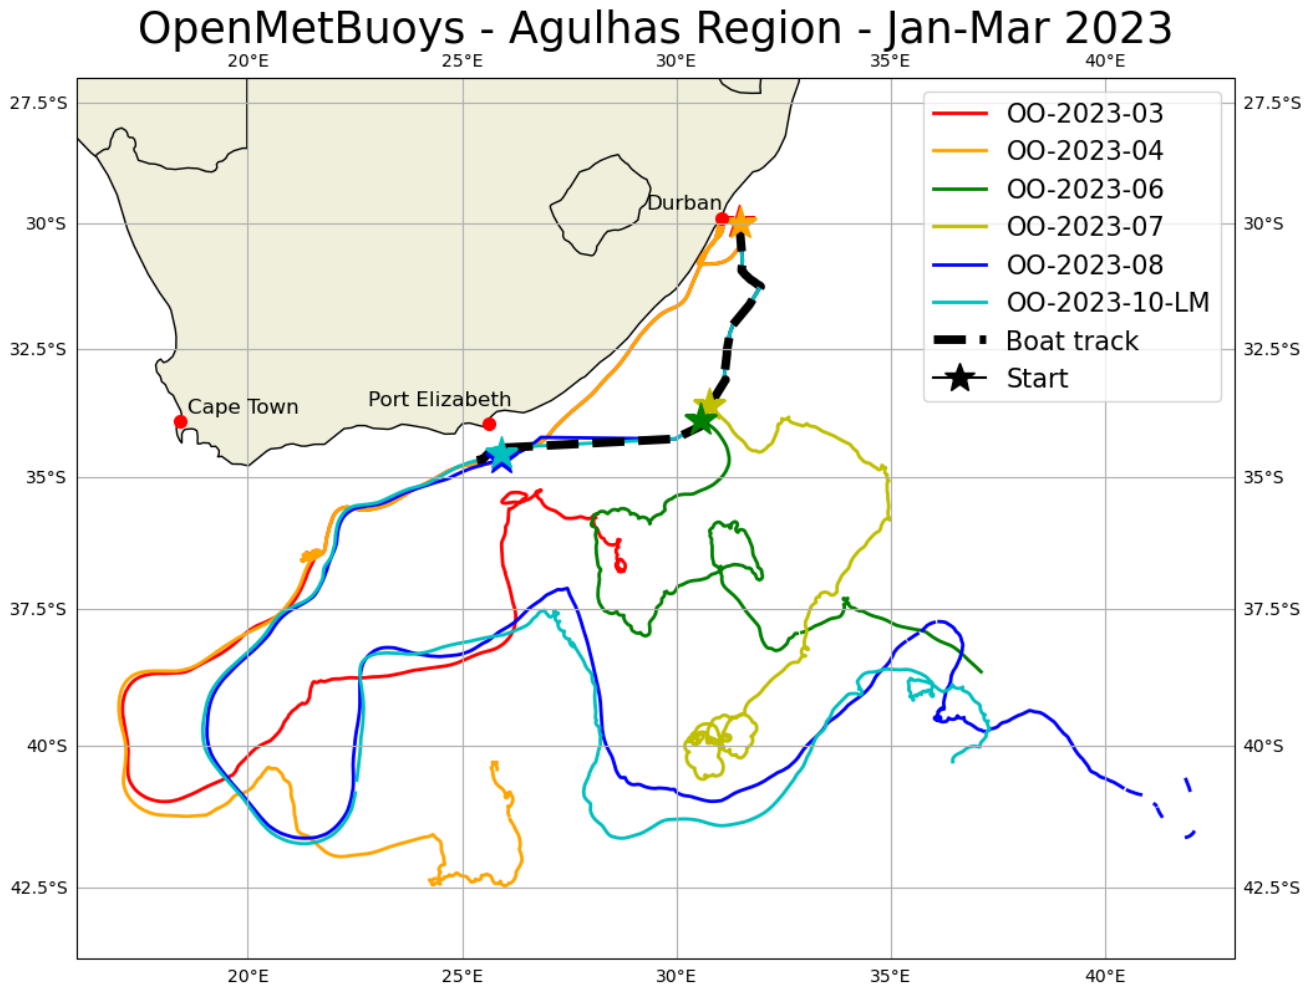 OpenMetBuoys - Agulhas Region - Jan-Mar 2023
20°E 25°E 30°E 35°E 40°E
27.5°S 27.5°S
OO-2023-03
OO-2023-04
OO-2023-06
OO-2023-07
OO-2023-08
OO-2023-10-LM
Boat track
Start
Durban
30°S 30°S
32.5°S 32.5°S
Port Elizabeth
Cape Town
35°S 35°S
37.5°S 37.5°S
40°S 40°S
42.5°S 42.5°S
20°E 25°E 30°E 35°E 40°E